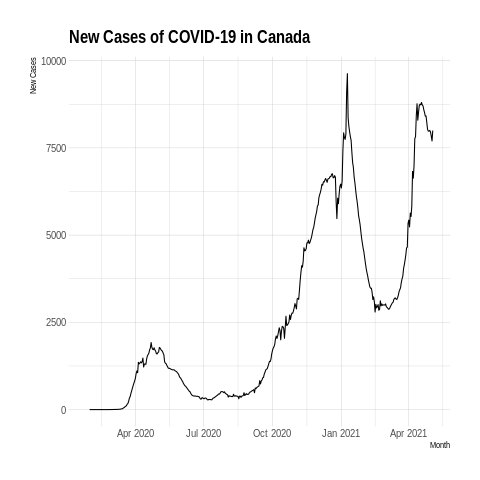 New Cases of COVID-19 in Canada
New Cases
10000
7500
5000
2500
0
Apr 2020 Jul 2020 Oct 2020 Jan 2021 Apr 2021
Month